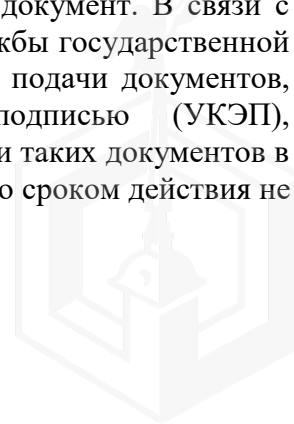 документ. В связи с
жбы государственной
подачи документов,
подписью (УКЭП),
и таких документов в
о сроком действия не